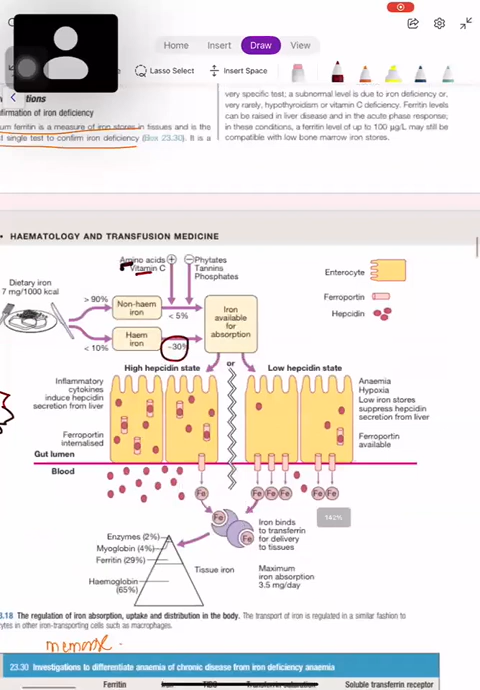 Home Insert Draw View
Lasso Select Insert Space
tions
firmation of iron deficiency
um ferritin is a measure of iron stores in tissues and is the
single test to confirm iron deficiency (Box 23.30). It is a
very specific test; a subnormal level is due to iron deficiency or,
very rarely, hypothyroidism or vitamin C deficiency. Ferritin levels
can be raised in liver disease and in the acute phase response;
in these conditions, a ferritin level of up to 100 µg/L may still be
compatible with low bone marrow iron stores.
• HAEMATOLOGY AND TRANSFUSION MEDICINE
Amino acids
Vitamin C
+
−
Phytates
Tannins
Phosphates
Dietary iron
7 mg/1000 kcal
> 90%
Non-haem
iron
< 5%
< 10%
Haem
iron
~30%
Iron
available
for
absorption
Enterocyte
Ferroportin
Hepcidin
High hepcidin state
or
Low hepcidin state
Inflammatory
cytokines
induce hepcidin
secretion from liver
Ferroportin
internalised
Gut lumen
Blood
Anaemia
Hypoxia
Low iron stores
suppress hepcidin
secretion from liver
Ferroportin
available
Fe
Fe Fe Fe
Fe Fe
142%
Fe
Fe
Iron binds
to transferrin
for delivery
to tissues
Enzymes (2%)
Myoglobin (4%)
Ferritin (29%)
Haemoglobin
(65%)
Tissue iron
Maximum
iron absorption
3.5 mg/day
3.18 The regulation of iron absorption, uptake and distribution in the body. The transport of iron is regulated in a similar fashion to
ytes in other iron-transporting cells such as macrophages.
23.30 Investigations to differentiate anaemia of chronic disease from iron deficiency anaemia
Ferritin Iron TIBC Transferrin saturation Soluble transferrin receptor